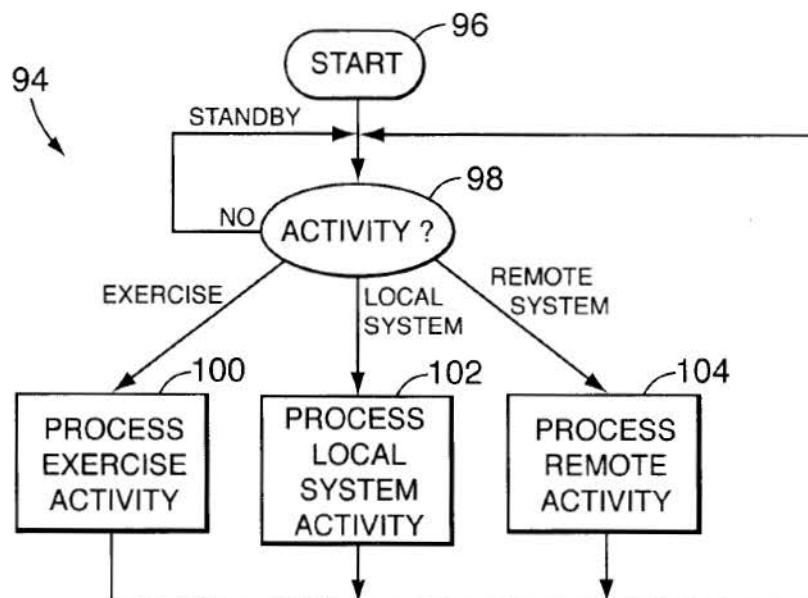 96
START
94
STANDBY
98
NO
ACTIVITY ?
EXERCISE
LOCAL
SYSTEM
REMOTE
SYSTEM
100
PROCESS
EXERCISE
ACTIVITY
102
PROCESS
LOCAL
SYSTEM
ACTIVITY
104
PROCESS
REMOTE
ACTIVITY